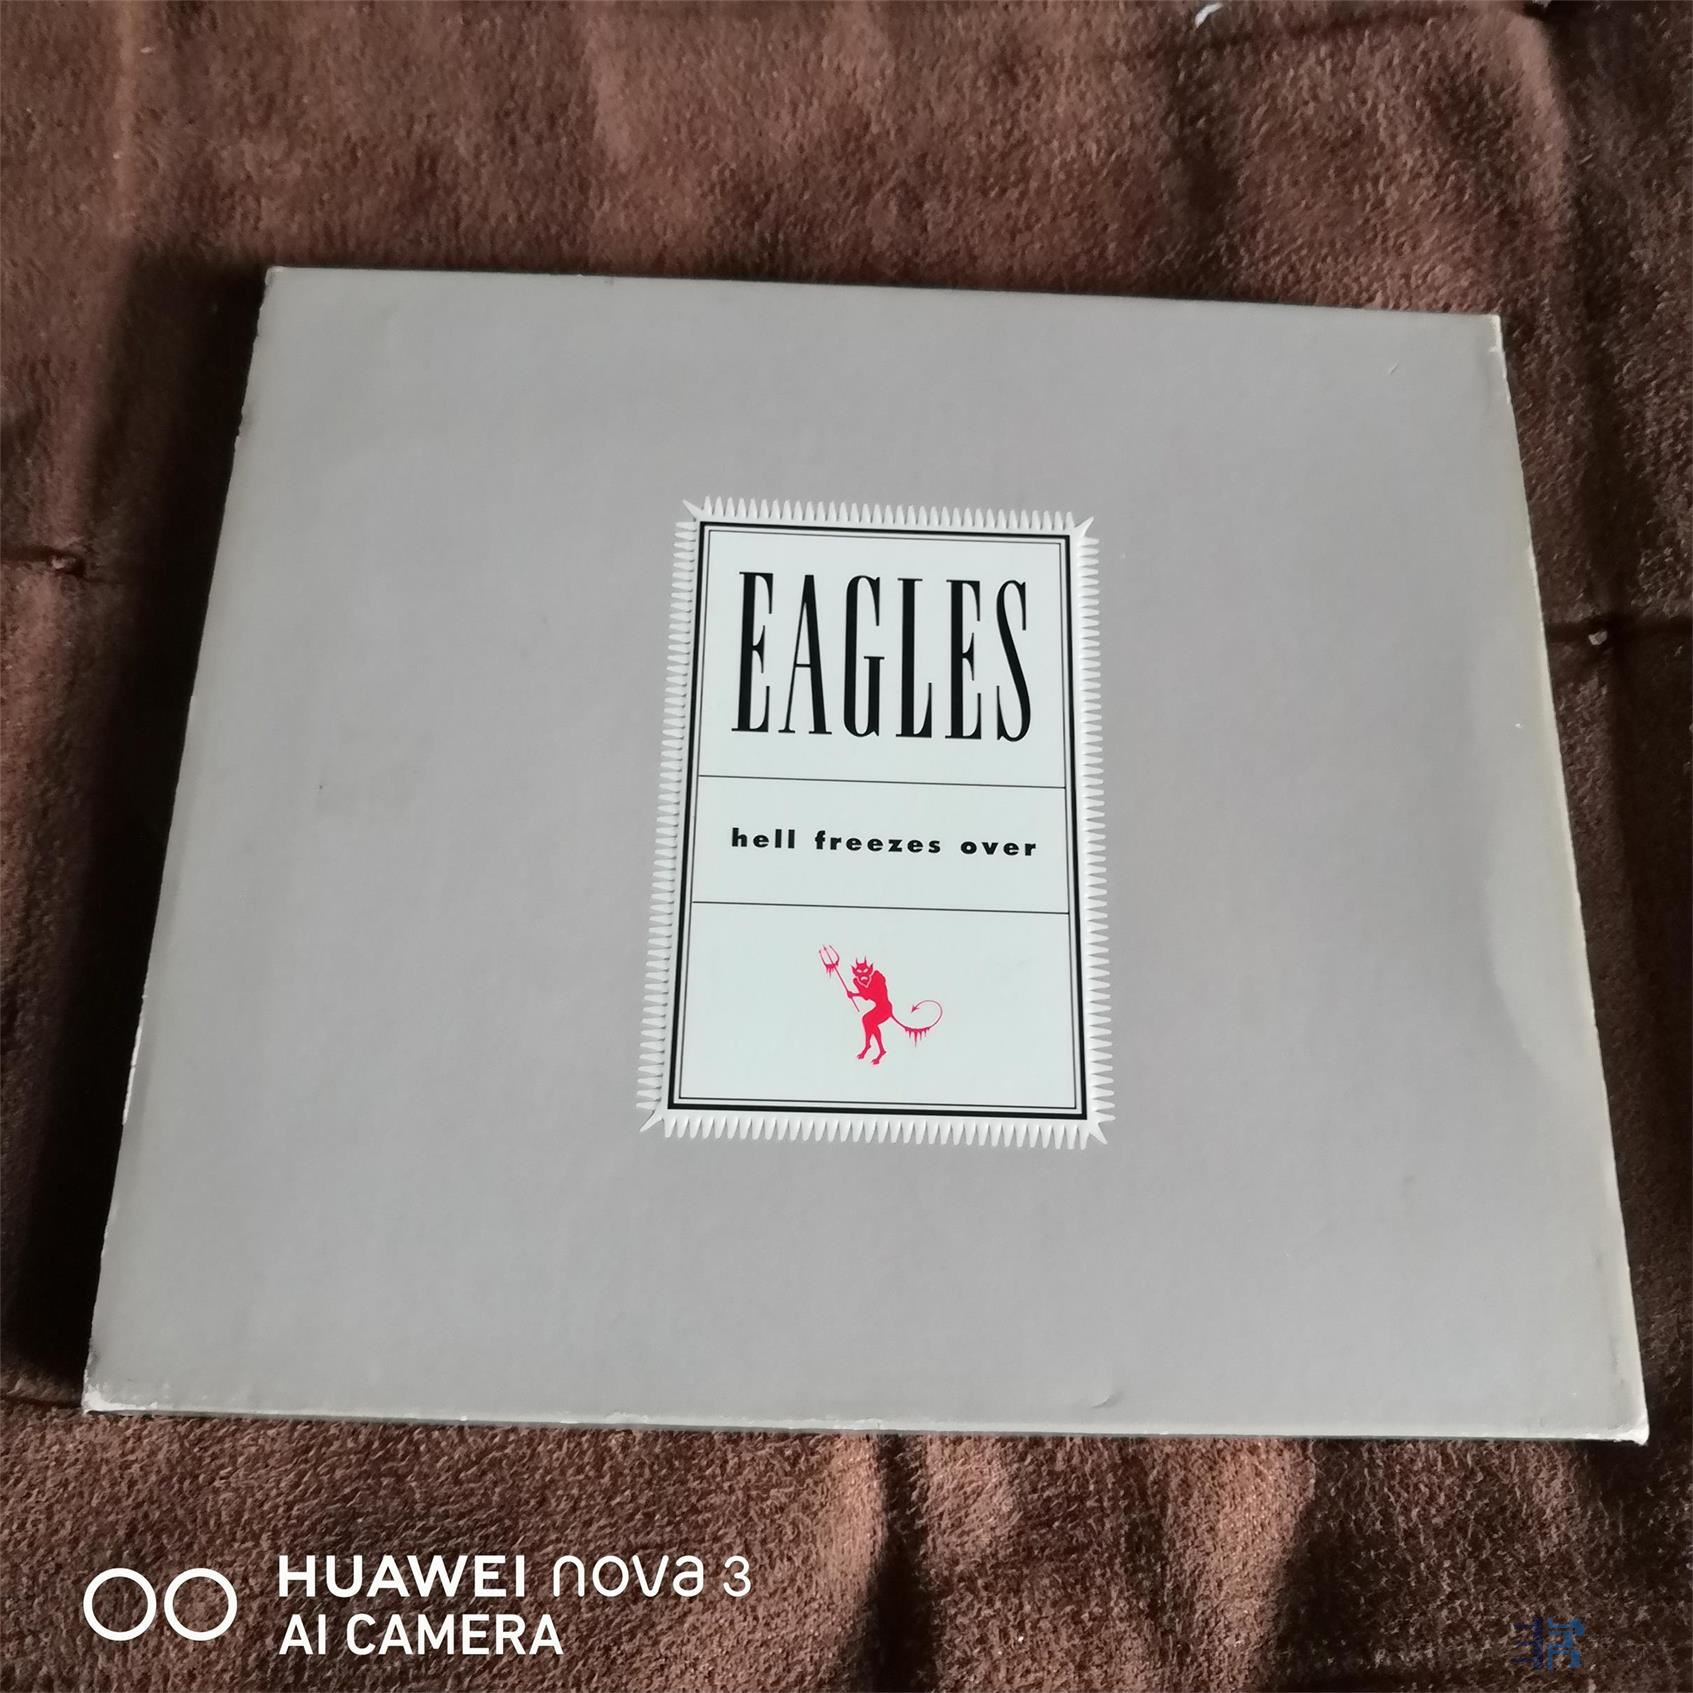 EAGLES
hell freezes over
HUAWEI nova 3
AI CAMERA